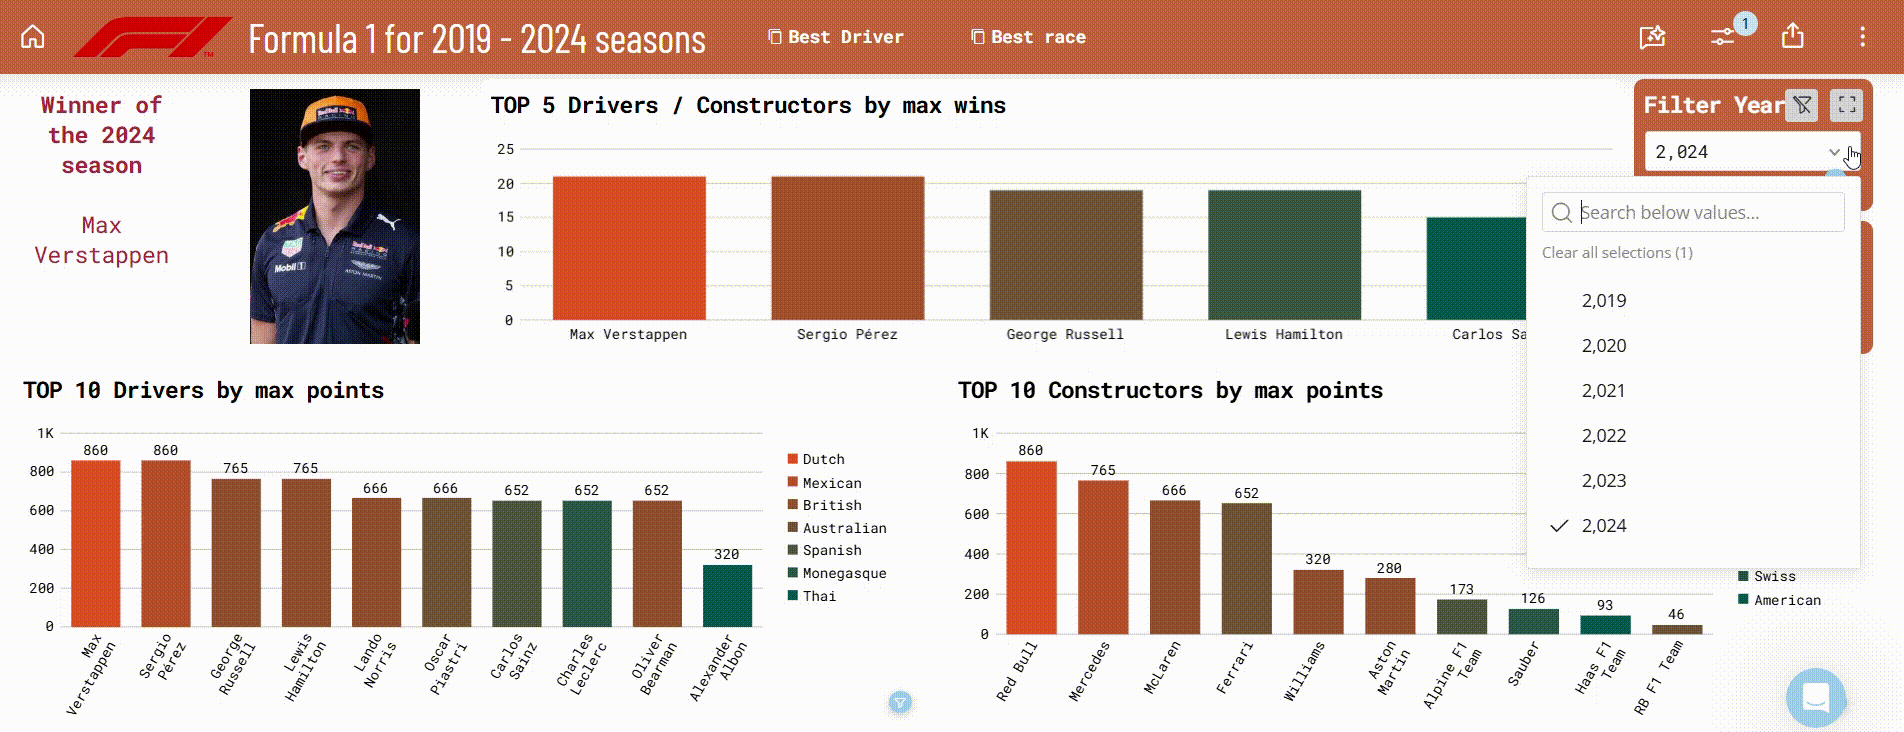 Formula 1 for 2019 - 2024 seasons
Best Driver
Best race
1
Winner of
the 2024
season
Max
Verstappen
Mobil 1
ASTON MARTIN
TOP 5 Drivers / Constructors by max wins
25
20
15
10
5
0
Max Verstappen
Sergio Pérez
George Russell
Lewis Hamilton
Carlos Sa
Filter Year
2,024
Search below values...
Clear all selections (1)
2,019
2,020
2,021
2,022
2,023
2,024
TOP 10 Drivers by max points
1K
800
600
400
200
0
860
860
765
765
666
666
652
652
652
320
Max
Verstappen
Sergio
Pérez
George
Russell
Lewis
Hamilton
Lando
Norris
Oscar
Piastri
Carlos
Sainz
Charles
Leclerc
Oliver
Bearman
Alexander
Albon
Dutch
Mexican
British
Australian
Spanish
Monegasque
Thai
TOP 10 Constructors by max points
1K
800
600
400
200
0
860
765
666
652
320
280
173
126
93
46
Red Bull
Mercedes
McLaren
Ferrari
Williams
Aston
Martin
Alpine F1
Team
Sauber
Haas F1
Team
RB F1 Team
Swiss
American